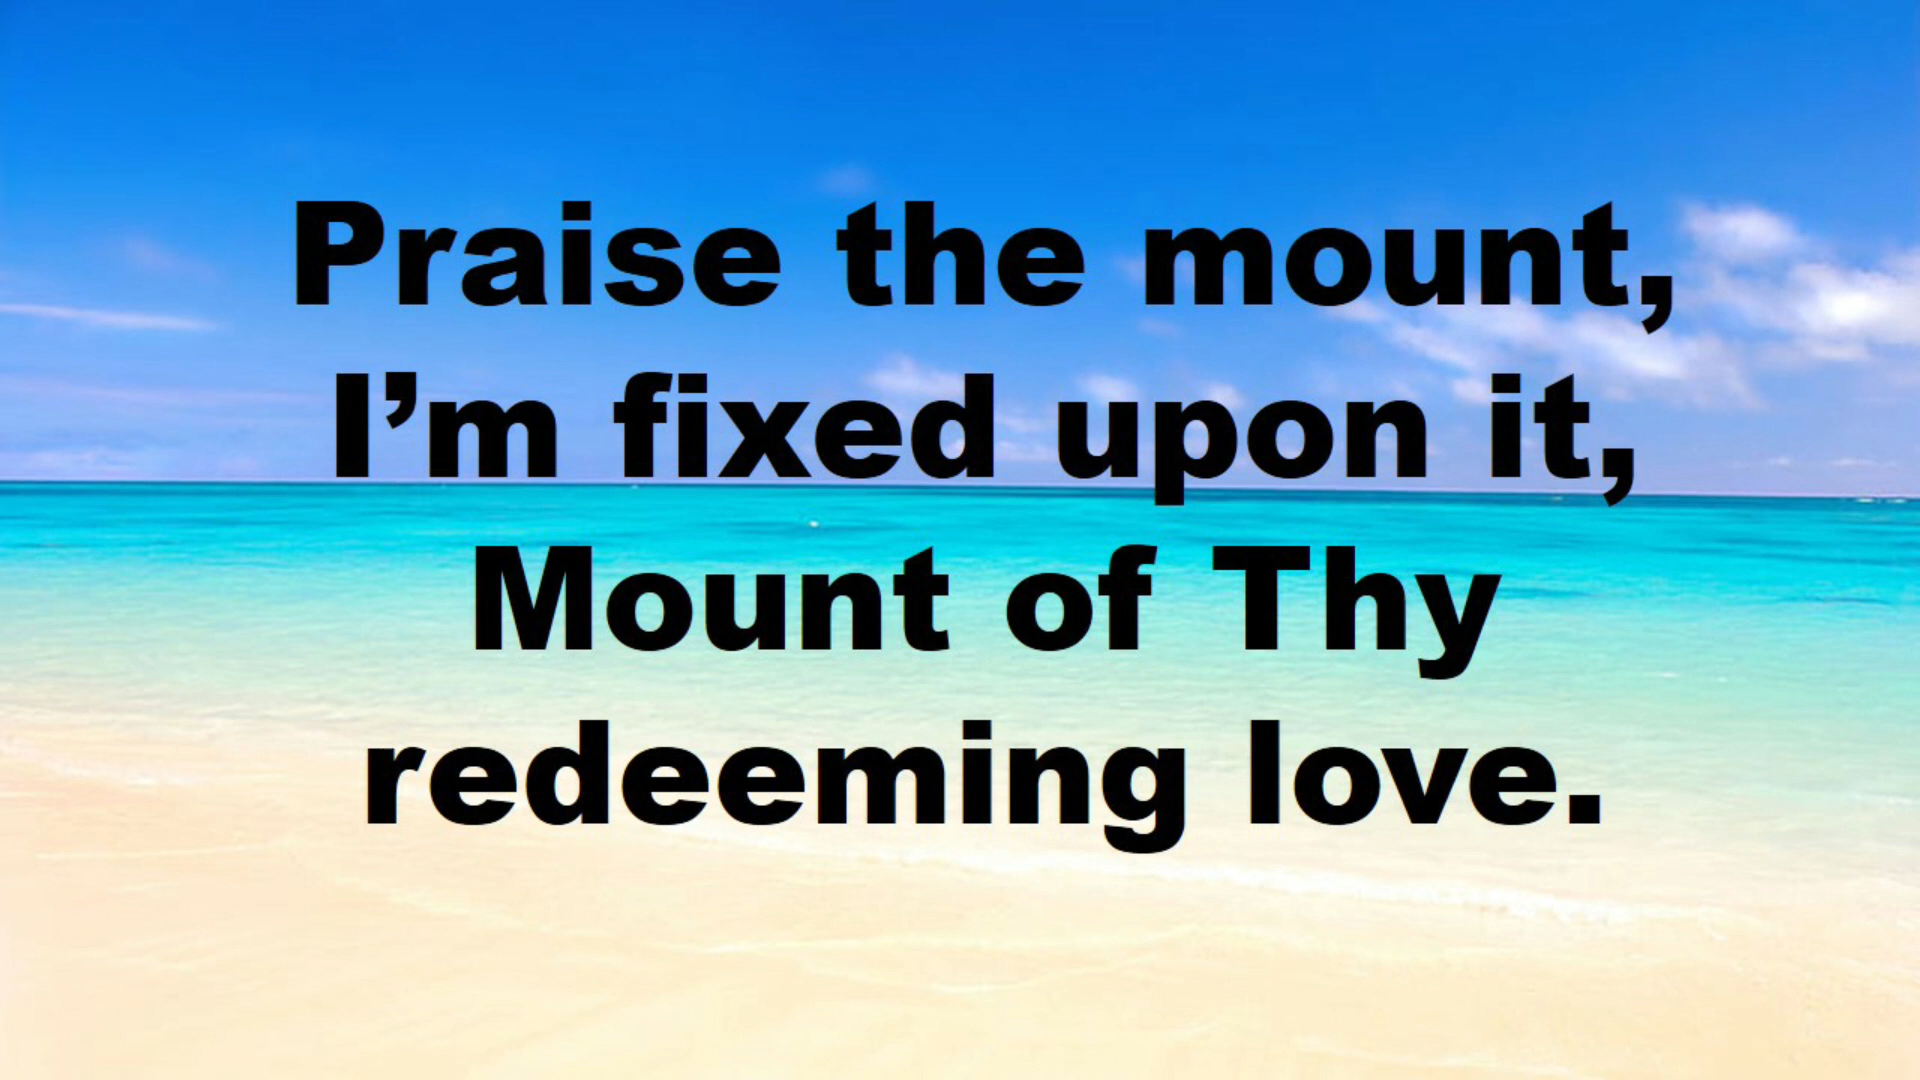 Praise the mount,
I’m fixed upon it,
Mount of Thy
redeeming love.